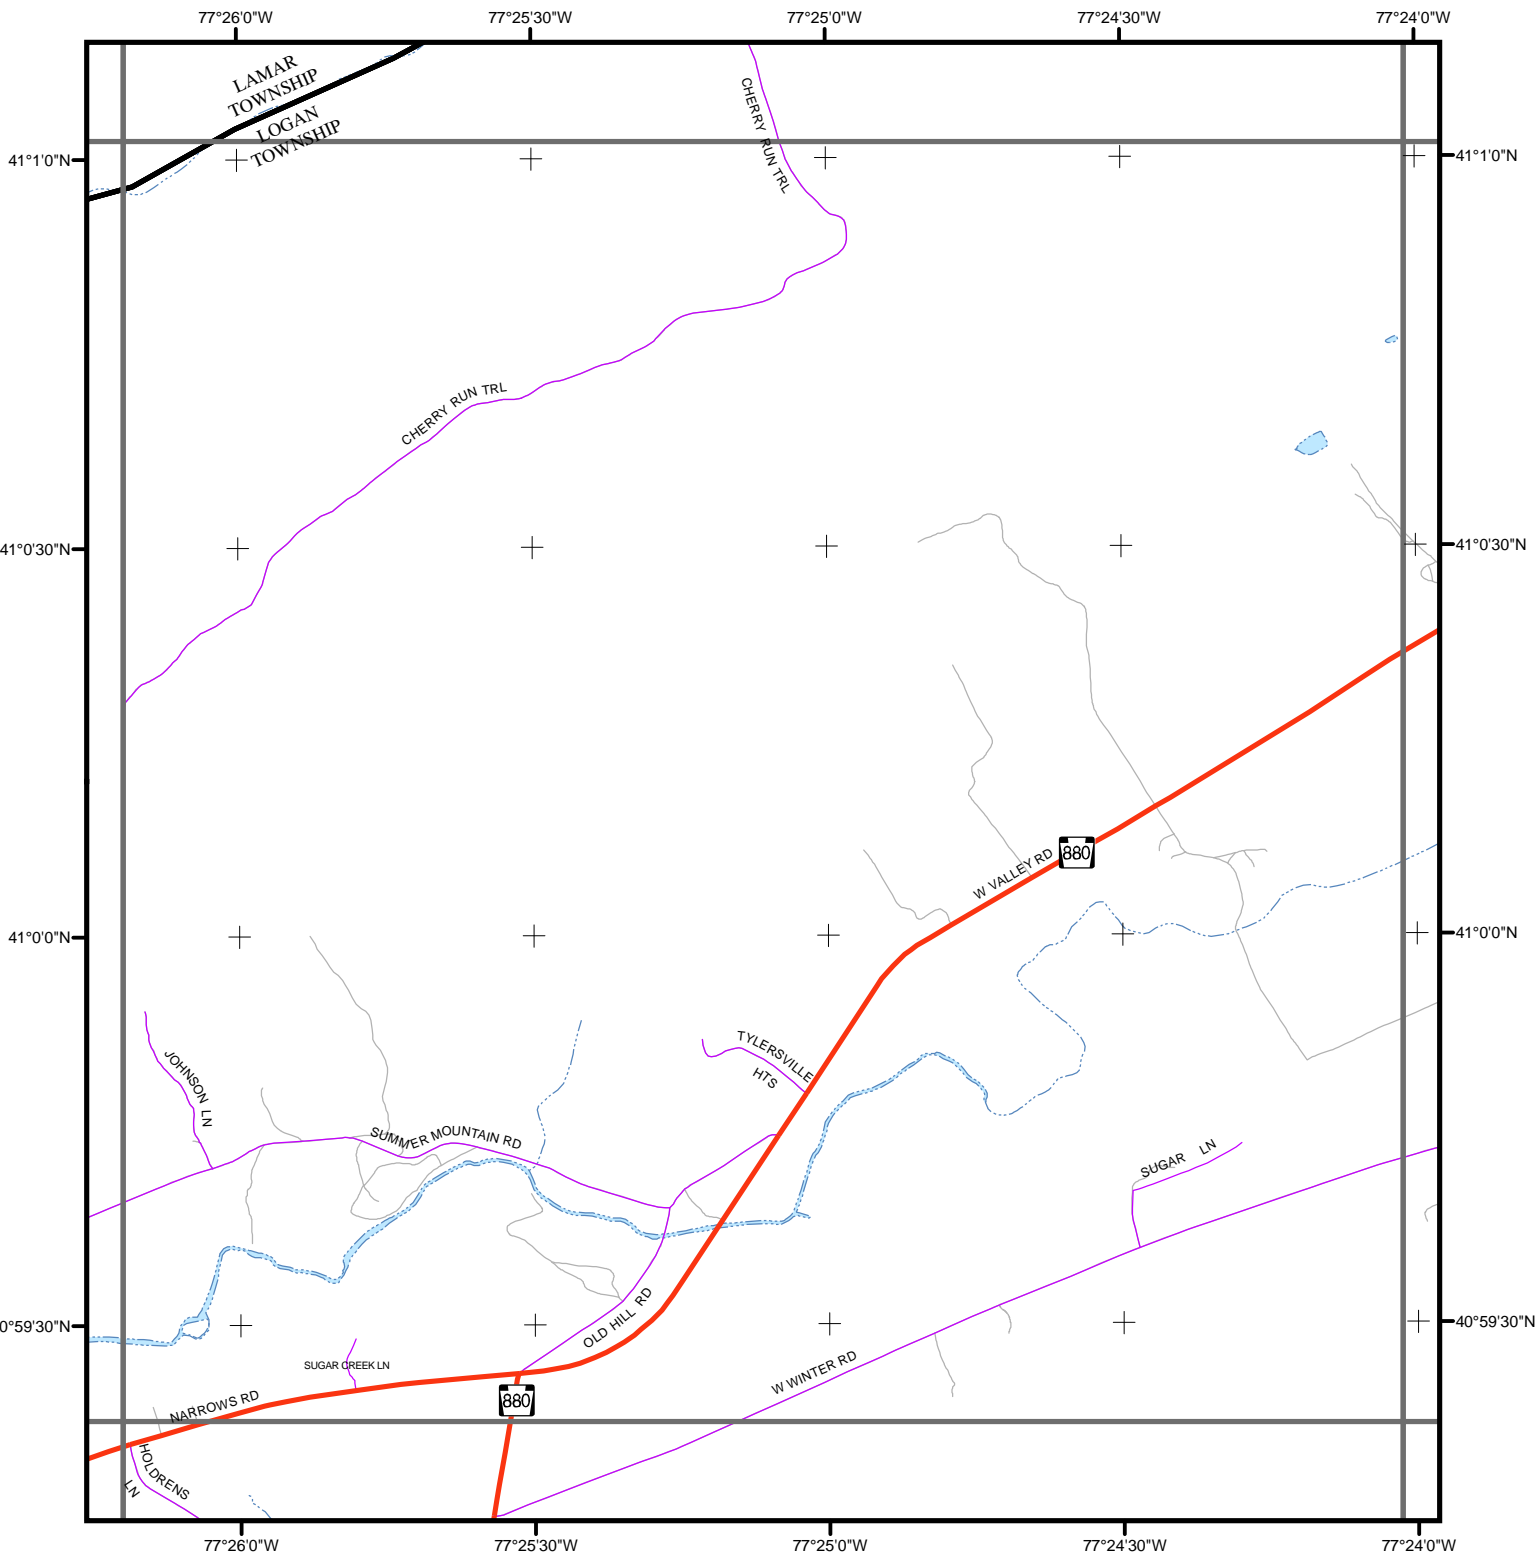 77°26'0"W
77°25'30"W
77°25'0"W
77°24'30"W
77°24'0"W
LAMAR
TOWNSHIP
LOGAN
TOWNSHIP
CHERRY RUN TRL
41°1'0"N
41°1'0"N
CHERRY RUN TRL
41°0'30"N
41°0'30"N
W VALLEY RD
880
41°0'0"N
41°0'0"N
JOHNSON LN
TYLERSVILLE
HTS
SUMMER MOUNTAIN RD
SUGAR LN
0°59'30"N
40°59'30"N
OLD HILL RD
SUGAR CREEK LN
W WINTER RD
NARROWS RD
880
HOLDRENS
LN
77°26'0"W
77°25'30"W
77°25'0"W
77°24'30"W
77°24'0"W